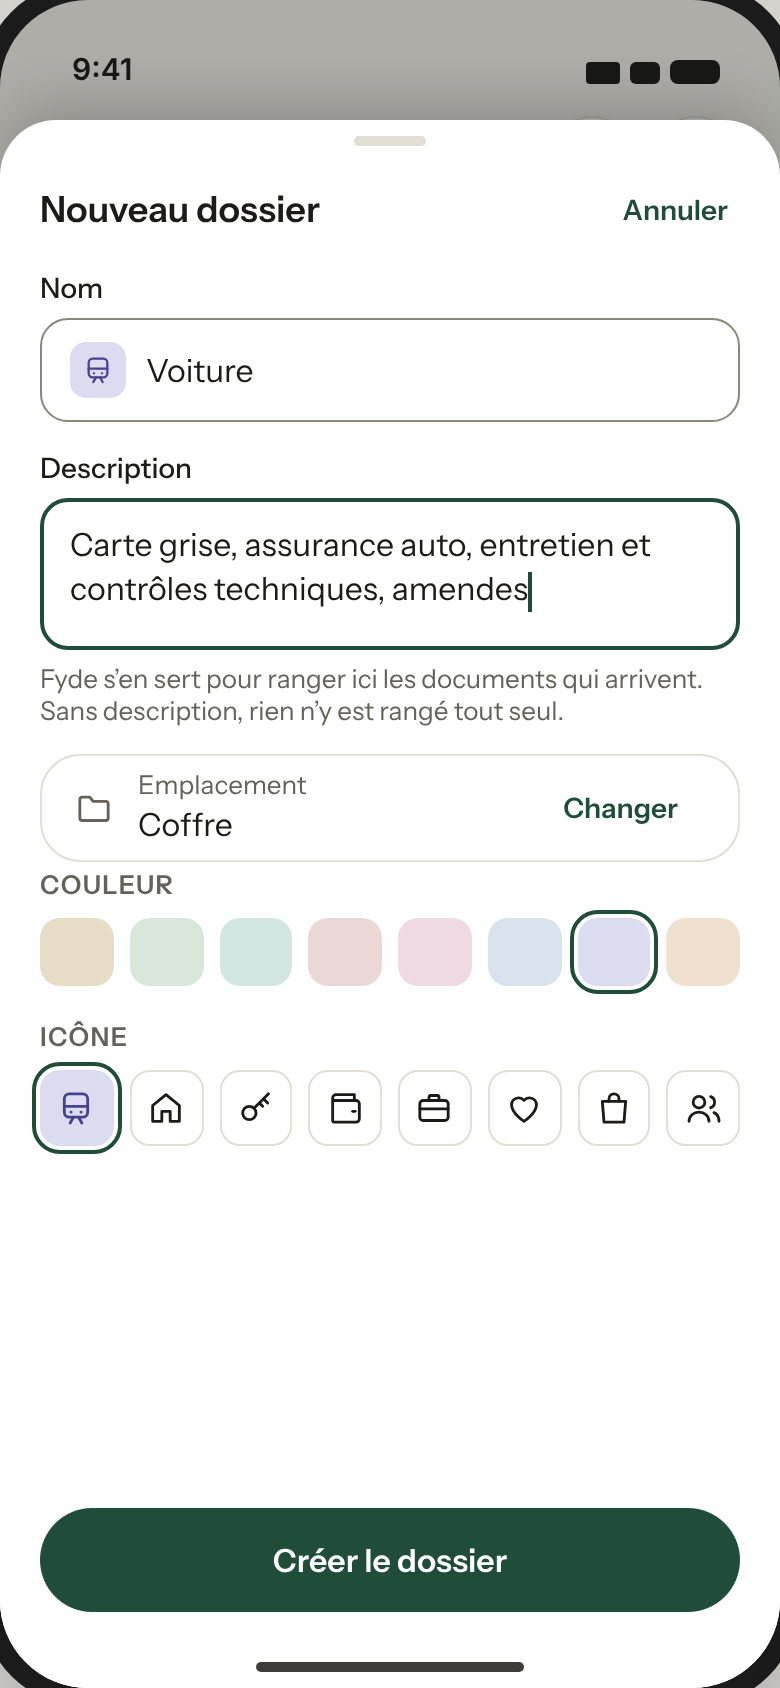 9:41
Nouveau dossier
Annuler
Nom
Voiture
Description
Carte grise, assurance auto, entretien et
contrôles techniques, amendes
Fyde s’en sert pour ranger ici les documents qui arrivent.
Sans description, rien n’y est rangé tout seul.
Emplacement
Coffre
Changer
COULEUR
ICÔNE
Créer le dossier